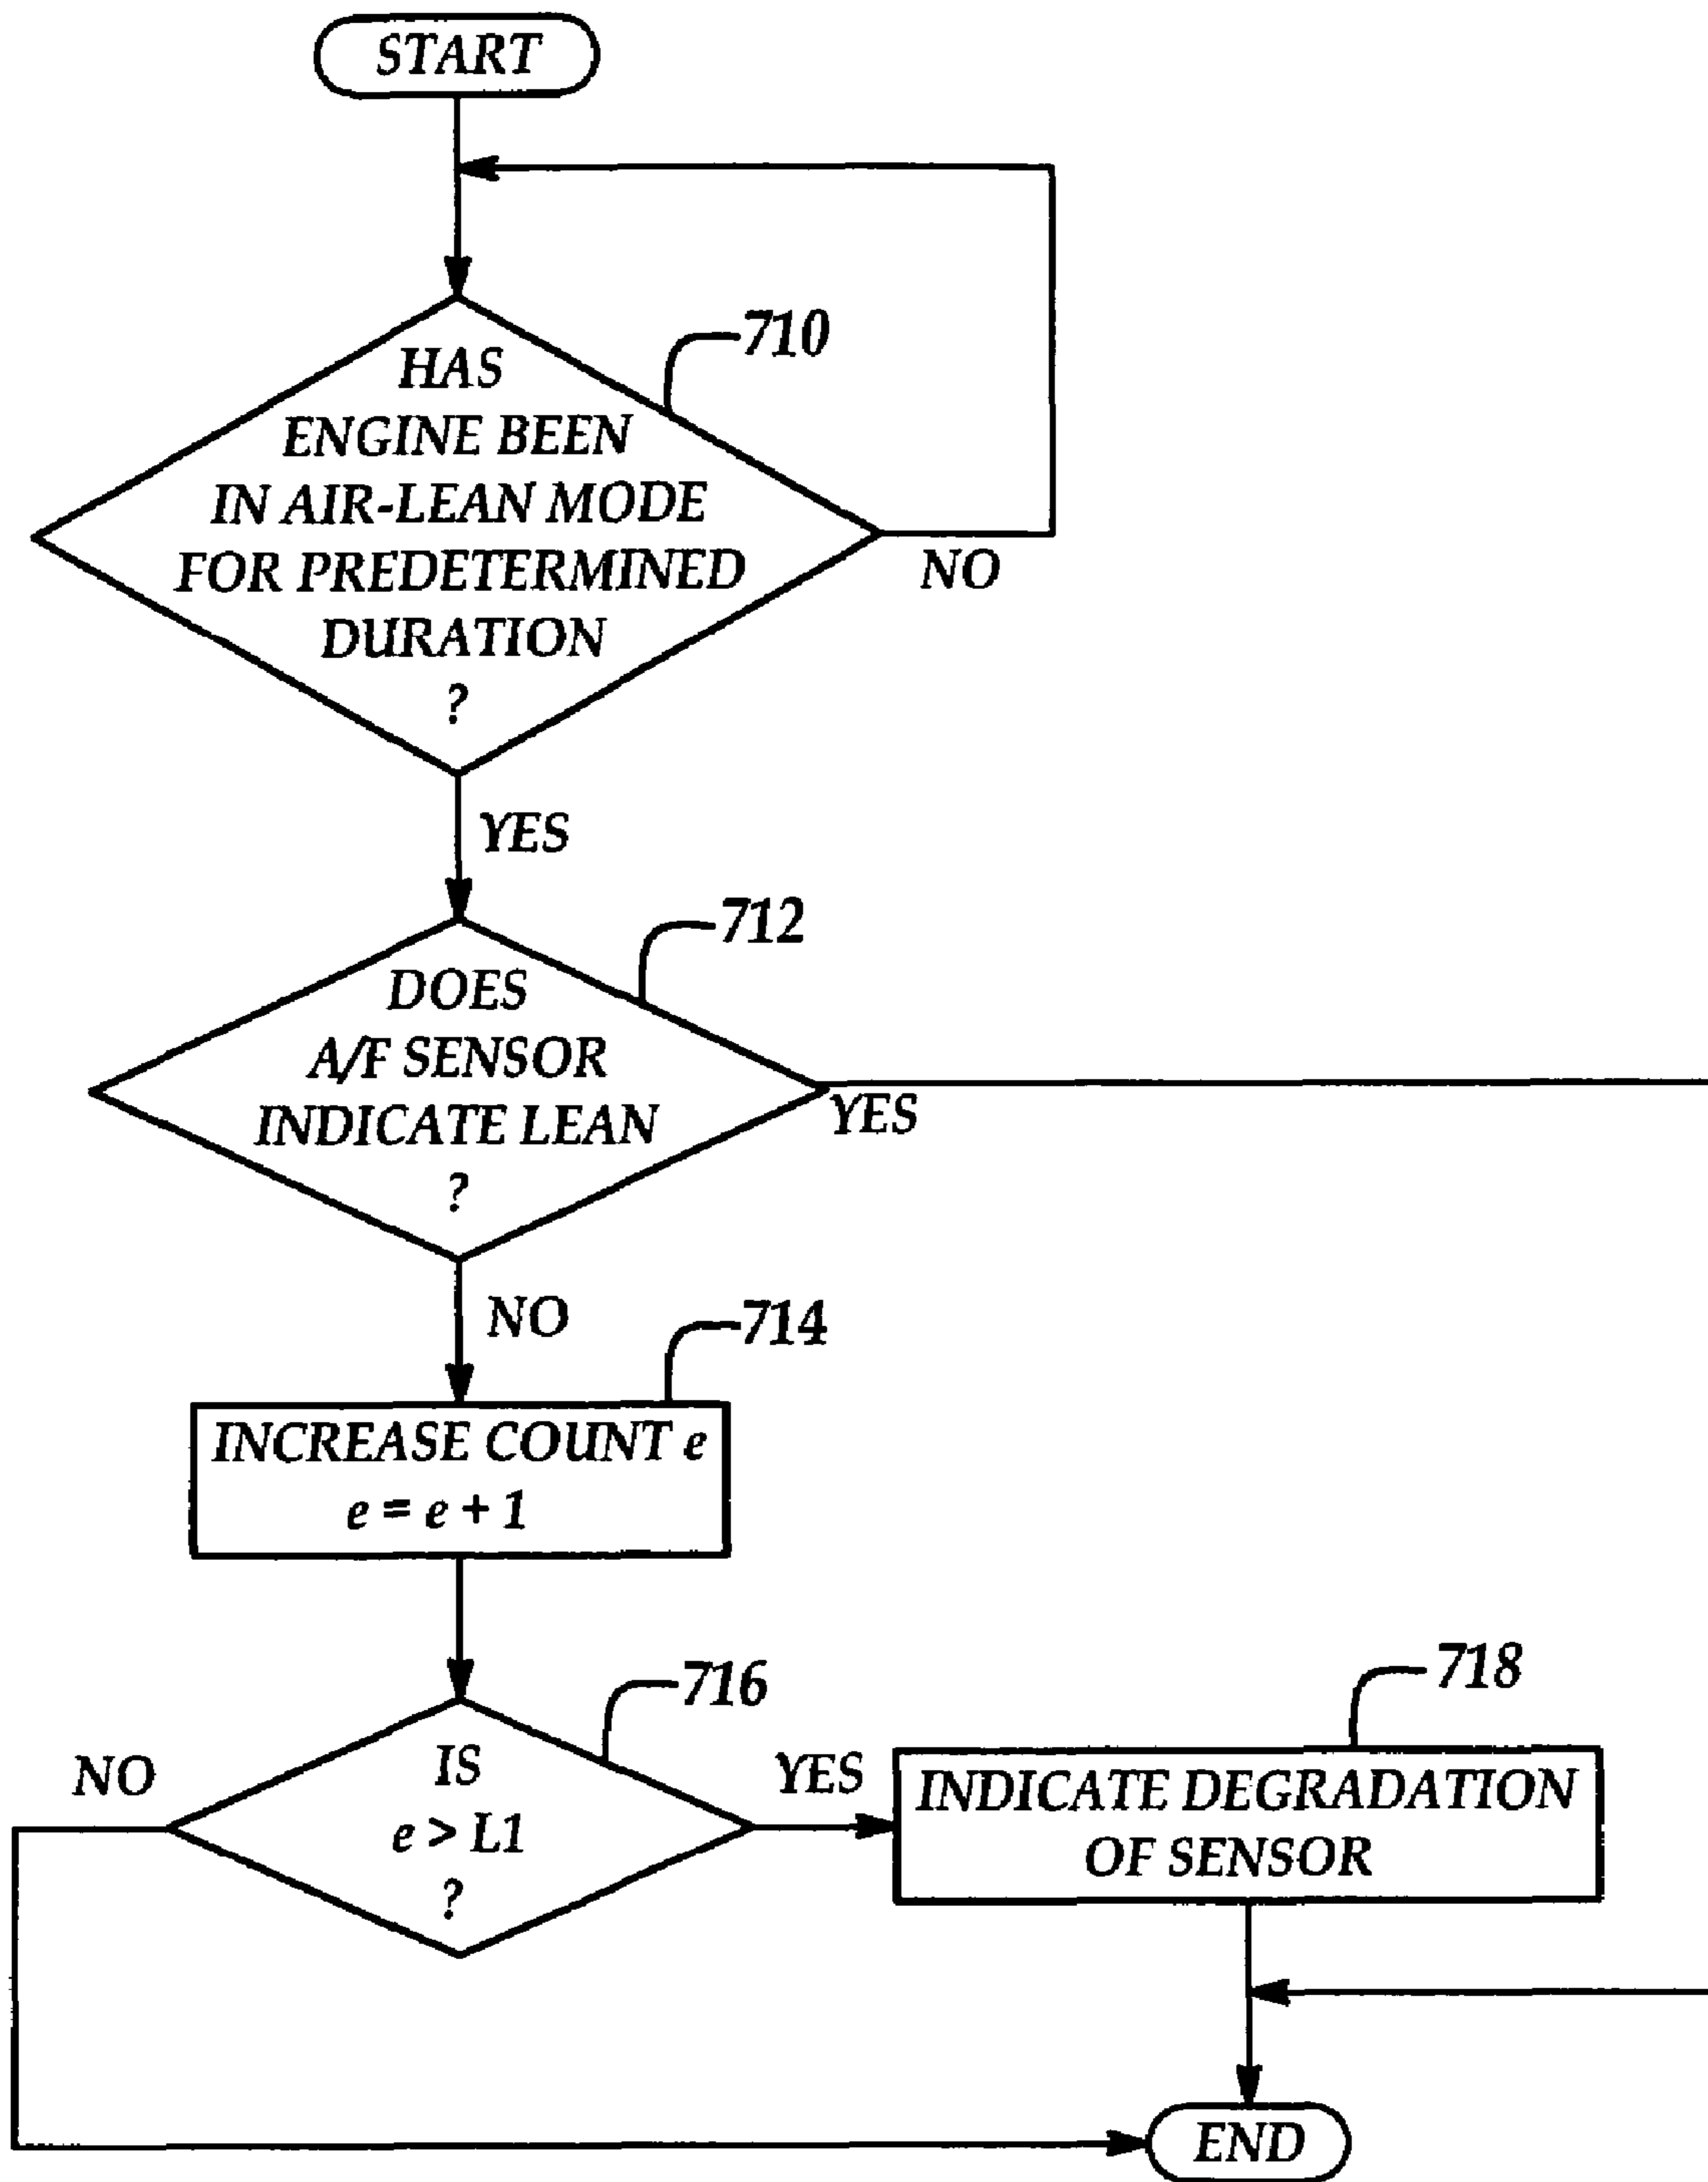 START
710
HAS
ENGINE BEEN
IN AIR-LEAN MODE
FOR PREDETERMINED
DURATION
?
NO
YES
712
DOES
A/F SENSOR
INDICATE LEAN
?
YES
NO
714
INCREASE COUNT e
e = e + 1
716
IS
e > L1
?
NO
YES
718
INDICATE DEGRADATION
OF SENSOR
END